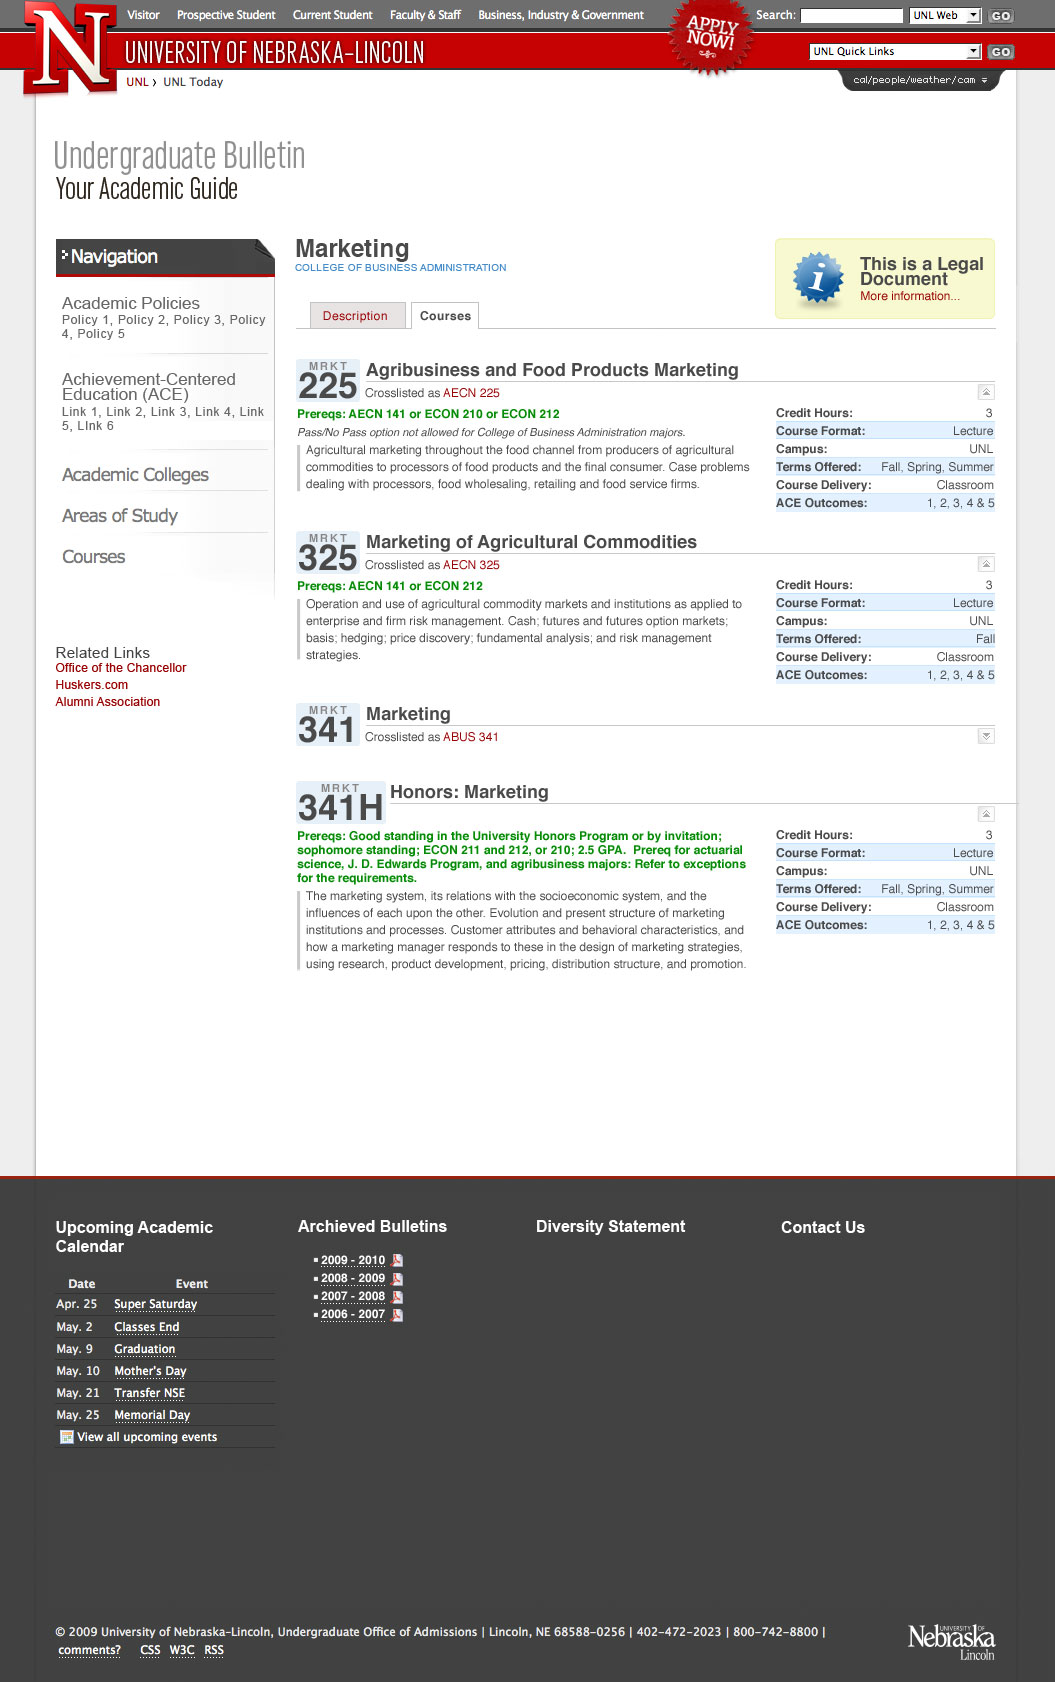 Visitor Prospective Student Current Student Faculty & Staff Business, Industry & Government
APPLY NOW!
Search: UNL Web GO
N
UNIVERSITY OF NEBRASKA–LINCOLN
UNL Quick Links GO
UNL › UNL Today
cal/people/weather/cam
Undergraduate Bulletin
Your Academic Guide
Navigation
Academic Policies
Policy 1, Policy 2, Policy 3, Policy
4, Policy 5
Achievement-Centered
Education (ACE)
Link 1, Link 2, Link 3, Link 4, Link
5, LInk 6
Academic Colleges
Areas of Study
Courses
Related Links
Office of the Chancellor
Huskers.com
Alumni Association
Marketing
COLLEGE OF BUSINESS ADMINISTRATION
i
This is a Legal
Document
More information...
Description Courses
MRKT
225
Agribusiness and Food Products Marketing
Crosslisted as AECN 225
Prereqs: AECN 141 or ECON 210 or ECON 212
Pass/No Pass option not allowed for College of Business Administration majors.
Agricultural marketing throughout the food channel from producers of agricultural
commodities to processors of food products and the final consumer. Case problems
dealing with processors, food wholesaling, retailing and food service firms.
Credit Hours: 3
Course Format: Lecture
Campus: UNL
Terms Offered: Fall, Spring, Summer
Course Delivery: Classroom
ACE Outcomes: 1, 2, 3, 4 & 5
MRKT
325
Marketing of Agricultural Commodities
Crosslisted as AECN 325
Prereqs: AECN 141 or ECON 212
Operation and use of agricultural commodity markets and institutions as applied to
enterprise and firm risk management. Cash; futures and futures option markets;
basis; hedging; price discovery; fundamental analysis; and risk management
strategies.
Credit Hours: 3
Course Format: Lecture
Campus: UNL
Terms Offered: Fall
Course Delivery: Classroom
ACE Outcomes: 1, 2, 3, 4 & 5
MRKT
341
Marketing
Crosslisted as ABUS 341
MRKT
341H
Honors: Marketing
Prereqs: Good standing in the University Honors Program or by invitation;
sophomore standing; ECON 211 and 212, or 210; 2.5 GPA. Prereq for actuarial
science, J. D. Edwards Program, and agribusiness majors: Refer to exceptions
for the requirements.
The marketing system, its relations with the socioeconomic system, and the
influences of each upon the other. Evolution and present structure of marketing
institutions and processes. Customer attributes and behavioral characteristics, and
how a marketing manager responds to these in the design of marketing strategies,
using research, product development, pricing, distribution structure, and promotion.
Credit Hours: 3
Course Format: Lecture
Campus: UNL
Terms Offered: Fall, Spring, Summer
Course Delivery: Classroom
ACE Outcomes: 1, 2, 3, 4 & 5
Upcoming Academic
Calendar
Date Event
Apr. 25 Super Saturday
May. 2 Classes End
May. 9 Graduation
May. 10 Mother's Day
May. 21 Transfer NSE
May. 25 Memorial Day
View all upcoming events
Archieved Bulletins
2009 - 2010
2008 - 2009
2007 - 2008
2006 - 2007
Diversity Statement
Contact Us
© 2009 University of Nebraska–Lincoln, Undergraduate Office of Admissions | Lincoln, NE 68588–0256 | 402–472–2023 | 800–742–8800 |
comments? CSS W3C RSS
UNIVERSITY OF
Nebraska
Lincoln